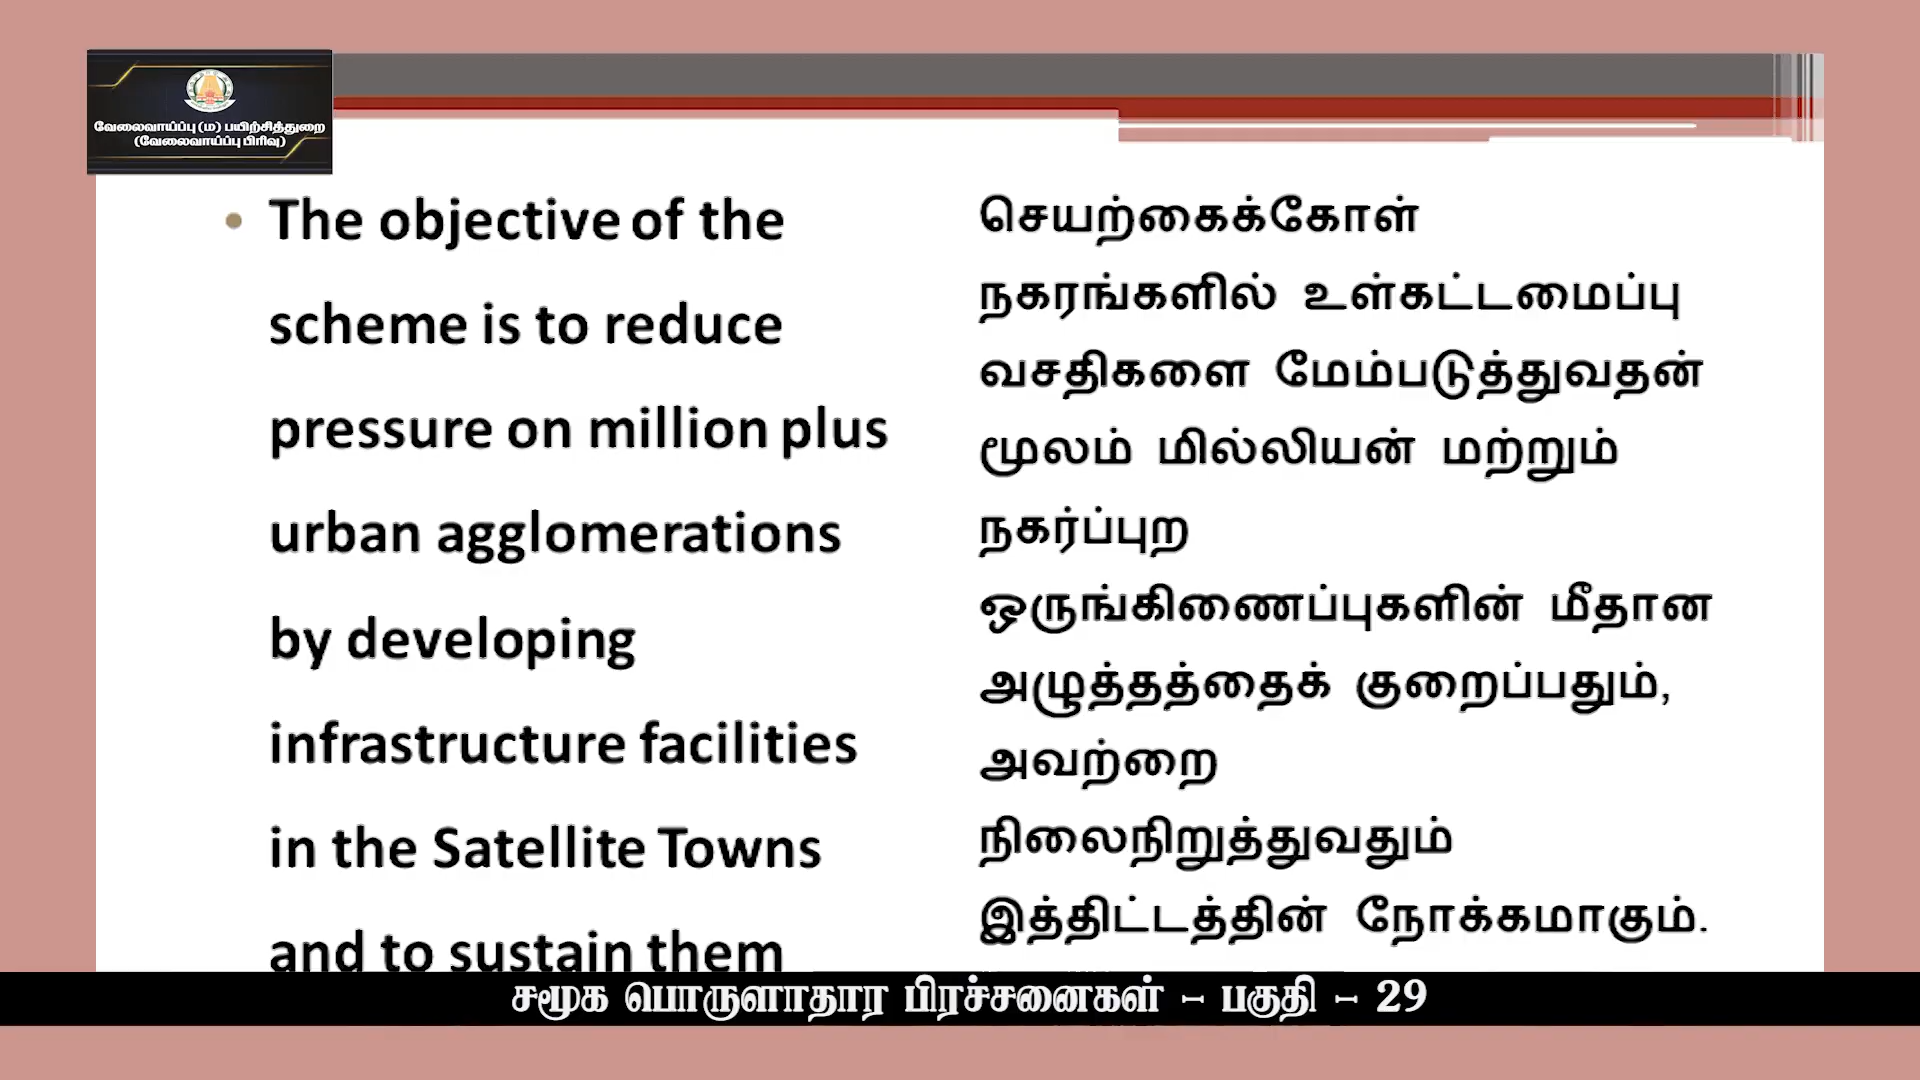 வேலைவாய்ப்பு (ம) பயிற்சித்துறை
(வேலைவாய்ப்பு பிரிவு)
• The objective of the
scheme is to reduce
pressure on million plus
urban agglomerations
by developing
infrastructure facilities
in the Satellite Towns
and to sustain them
செயற்கைக்கோள்
நகரங்களில் உள்கட்டமைப்பு
வசதிகளை மேம்படுத்துவதன்
மூலம் மில்லியன் மற்றும்
நகர்ப்புற
ஒருங்கிணைப்புகளின் மீதான
அழுத்தத்தைக் குறைப்பதும்,
அவற்றை
நிலைநிறுத்துவதும்
இத்திட்டத்தின் நோக்கமாகும்.
சமூக பொருளாதார பிரச்சனைகள் – பகுதி – 29